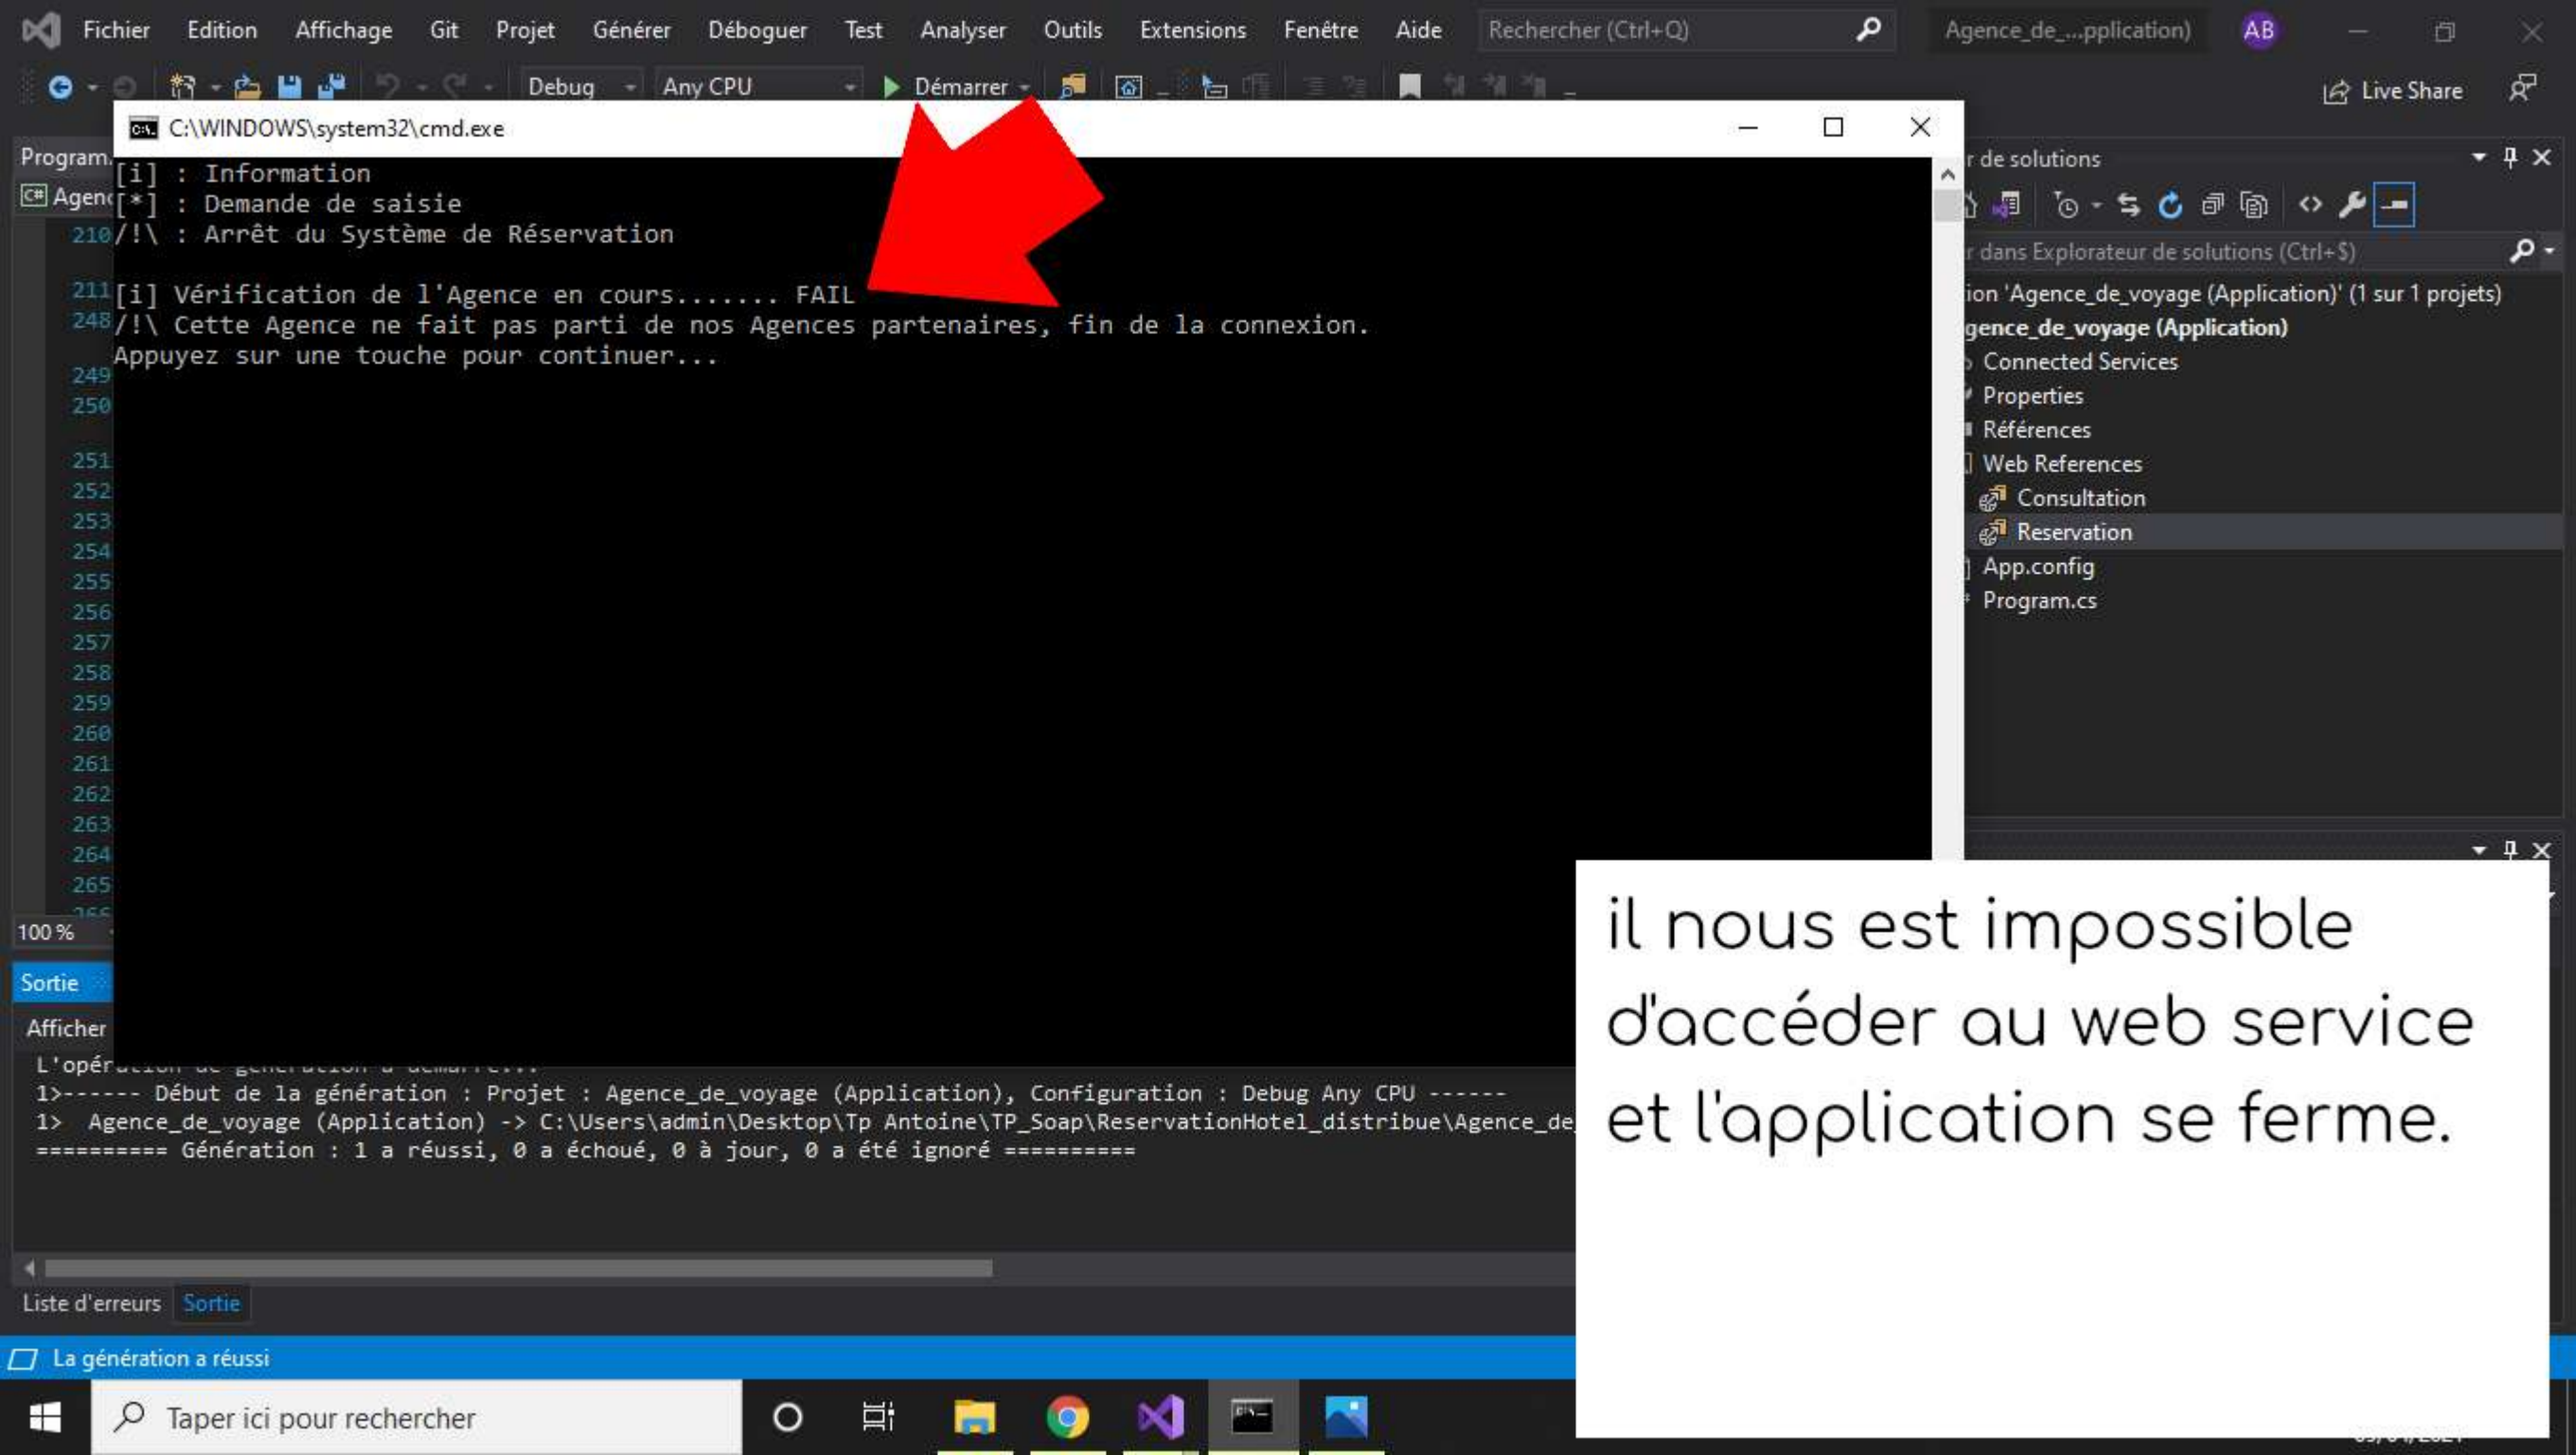 Fichier Edition Affichage Git Projet Générer Déboguer Test Analyser Outils Extensions Fenêtre Aide Rechercher (Ctrl+Q) Agence_de_...pplication) AB
Debug Any CPU Démarrer Live Share
C:\WINDOWS\system32\cmd.exe
Program.
[i] : Information
r de solutions
C# Agenc
[*] : Demande de saisie
210 /!\ : Arrêt du Système de Réservation
r dans Explorateur de solutions (Ctrl+$)
211 [i] Vérification de l'Agence en cours....... FAIL
ion 'Agence_de_voyage (Application)' (1 sur 1 projets)
248 /!\ Cette Agence ne fait pas parti de nos Agences partenaires, fin de la connexion.
gence_de_voyage (Application)
Appuyez sur une touche pour continuer...
Connected Services
249
Properties
250
Références
251
Web References
252
Consultation
253
Reservation
254
App.config
255
Program.cs
256
257
258
259
260
261
262
263
264
265
266
100 %
il nous est impossible
d'accéder au web service
et l'application se ferme.
Sortie
Afficher
L'opération de génération a démarré...
1>------ Début de la génération : Projet : Agence_de_voyage (Application), Configuration : Debug Any CPU ------
1> Agence_de_voyage (Application) -> C:\Users\admin\Desktop\Tp Antoine\TP_Soap\ReservationHotel_distribue\Agence_de_
========== Génération : 1 a réussi, 0 a échoué, 0 à jour, 0 a été ignoré ==========
Liste d'erreurs Sortie
La génération a réussi
Taper ici pour rechercher